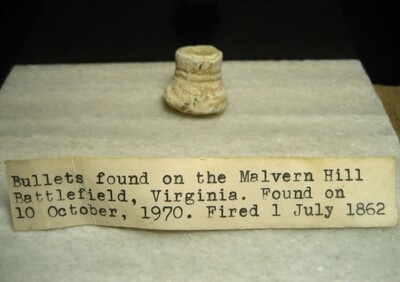 Bullets found on the Malvern Hill
Battlefield, Virginia. Found on
10 October, 1970. Fired 1 July 1862